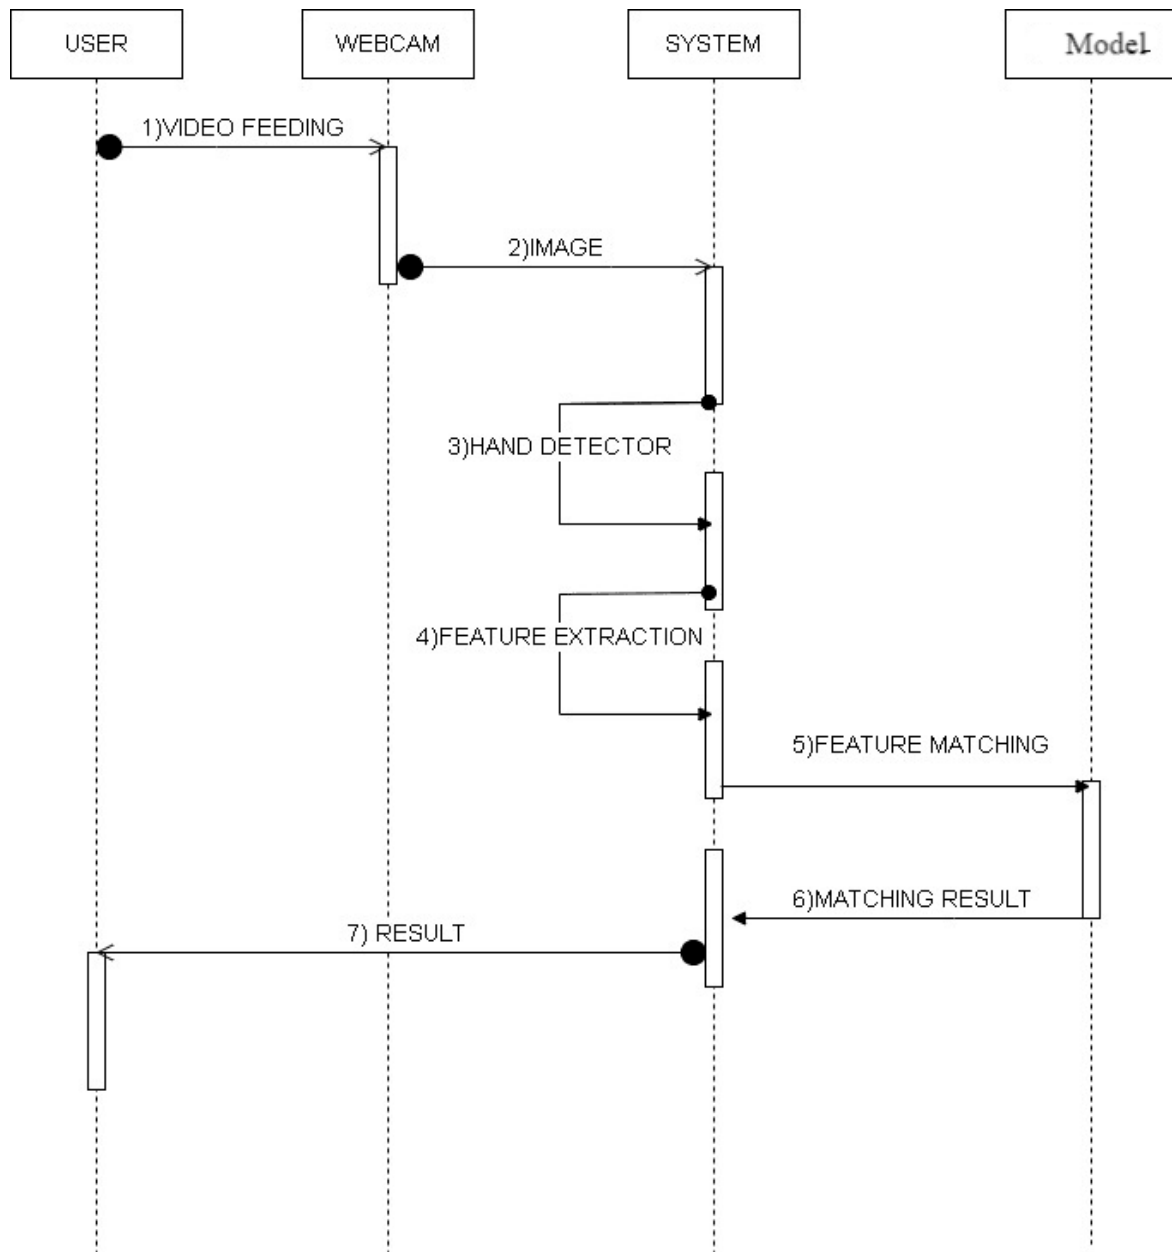 USER
WEBCAM
SYSTEM
Model
1)VIDEO FEEDING
2)IMAGE
3)HAND DETECTOR
4)FEATURE EXTRACTION
5)FEATURE MATCHING
6)MATCHING RESULT
7) RESULT